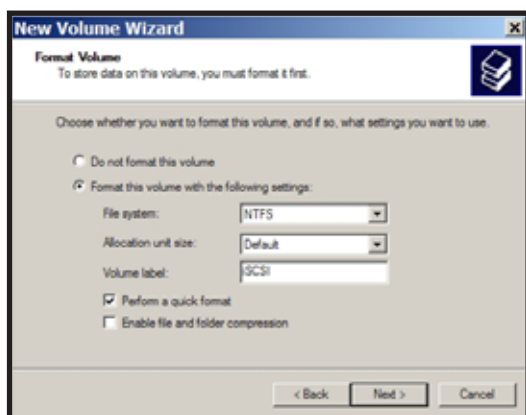 New Volume Wizard
Format Volume
To store data on this volume, you must format it first.
Choose whether you want to format this volume, and if so, what settings you want to use.
Do not format this volume
Format this volume with the following settings:
File system: NTFS
Allocation unit size: Default
Volume label: iSCSI
Perform a quick format
Enable file and folder compression
< Back Next > Cancel